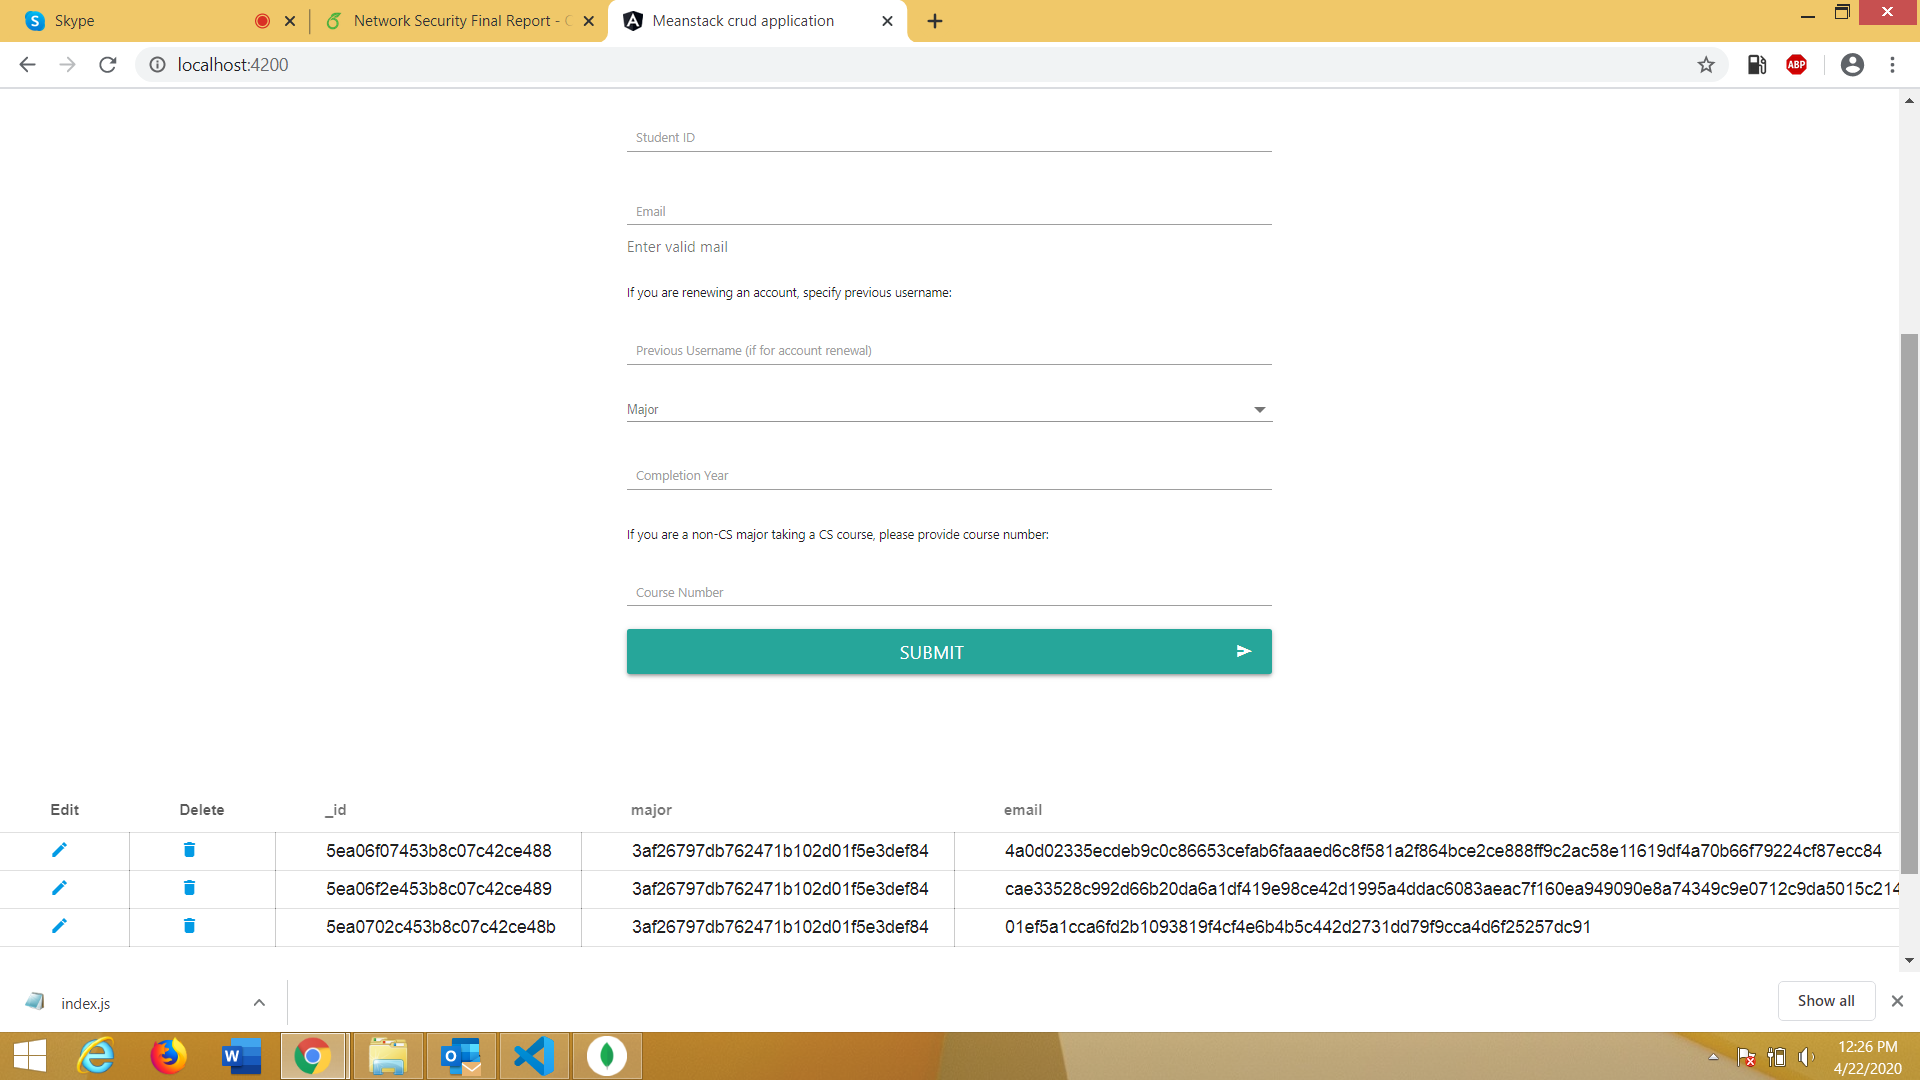 Skype
Network Security Final Report -
Meanstack crud application
localhost:4200
ABP
Student ID
Email
Enter valid mail
If you are renewing an account, specify previous username:
Previous Username (if for account renewal)
Major
Completion Year
If you are a non-CS major taking a CS course, please provide course number:
Course Number
SUBMIT
Edit Delete _id major email
5ea06f07453b8c07c42ce488 3af26797db762471b102d01f5e3def84 4a0d02335ecdeb9c0c86653cefab6faaaed6c8f581a2f864bce2ce888ff9c2ac58e11619df4a70b66f79224cf87ecc84
5ea06f2e453b8c07c42ce489 3af26797db762471b102d01f5e3def84 cae33528c992d66b20da6a1df419e98ce42d1995a4ddac6083aeac7f160ea949090e8a74349c9e0712c9da5015c214
5ea0702c453b8c07c42ce48b 3af26797db762471b102d01f5e3def84 01ef5a1cca6fd2b1093819f4cf4e6b4b5c442d2731dd79f9cca4d6f25257dc91
index.js
Show all
12:26 PM
4/22/2020